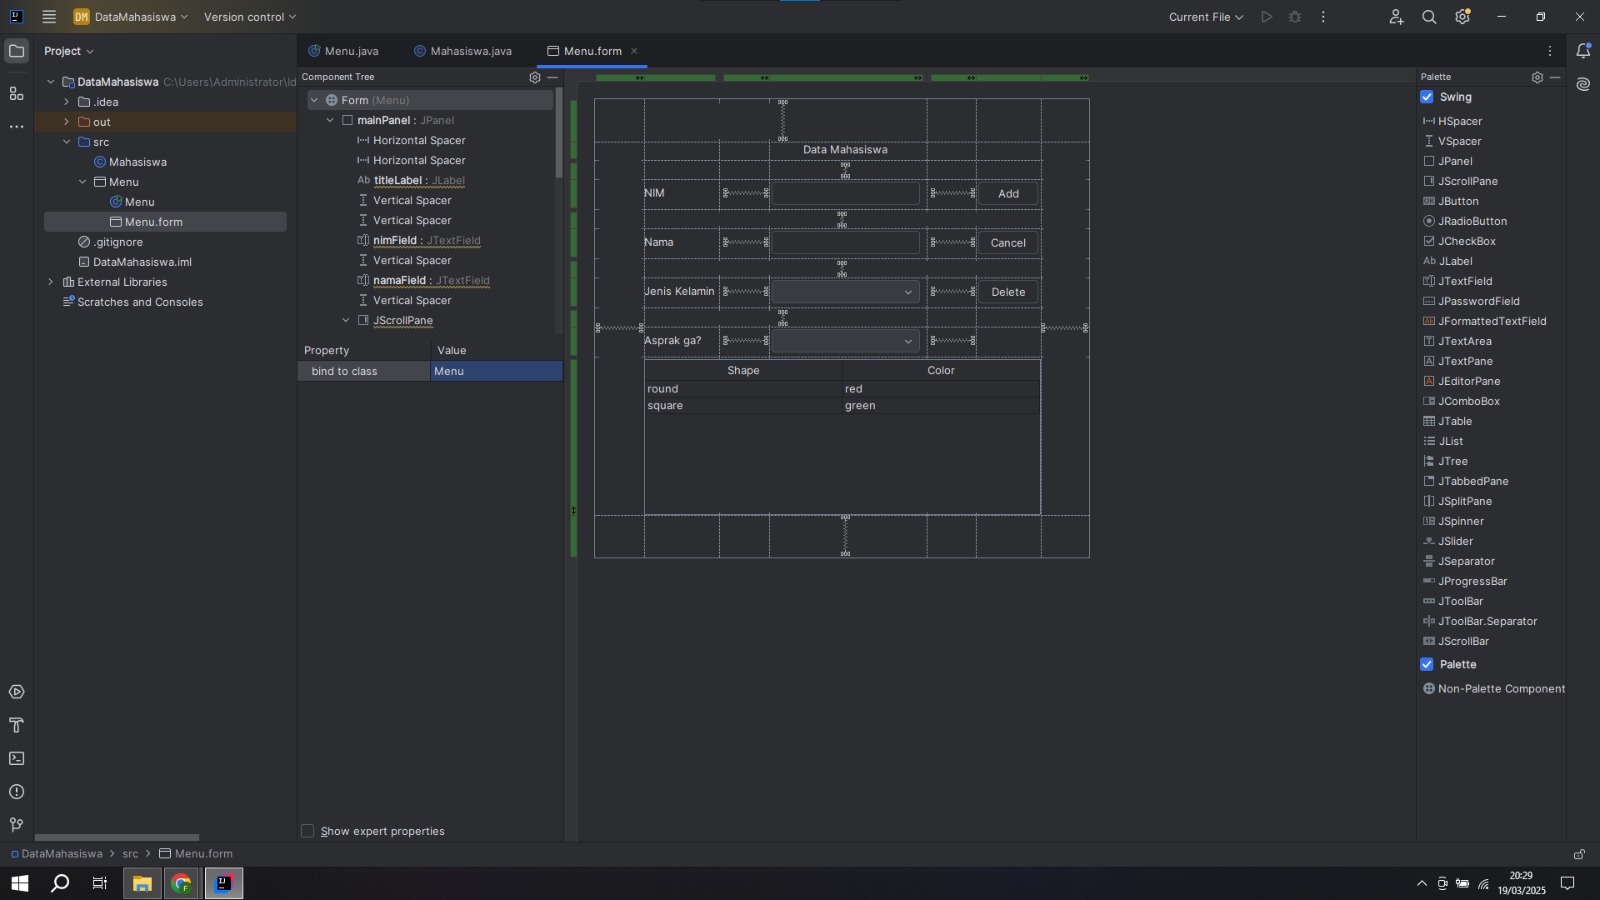 DM DataMahasiswa
Version control
Current File
Project
Menu.java
Mahasiswa.java
Menu.form
DataMahasiswa C:\Users\Administrator\Id
.idea
out
src
Mahasiswa
Menu
Menu
Menu.form
.gitignore
DataMahasiswa.iml
External Libraries
Scratches and Consoles
Component Tree
Form (Menu)
mainPanel : JPanel
Horizontal Spacer
Horizontal Spacer
Ab titleLabel : JLabel
Vertical Spacer
Vertical Spacer
nimField : JTextField
Vertical Spacer
namaField : JTextField
Vertical Spacer
JScrollPane
Property Value
bind to class Menu
Show expert properties
Data Mahasiswa
NIM Add
Nama Cancel
Jenis Kelamin Delete
Asprak ga?
Shape Color
round red
square green
Palette
Swing
HSpacer
VSpacer
JPanel
JScrollPane
JButton
JRadioButton
JCheckBox
Ab JLabel
JTextField
JPasswordField
JFormattedTextField
JTextArea
JTextPane
JEditorPane
JComboBox
JTable
JList
JTree
JTabbedPane
JSplitPane
JSpinner
JSlider
JSeparator
JProgressBar
JToolBar
JToolBar.Separator
JScrollBar
Palette
Non-Palette Component
DataMahasiswa > src > Menu.form
20:29
19/03/2025